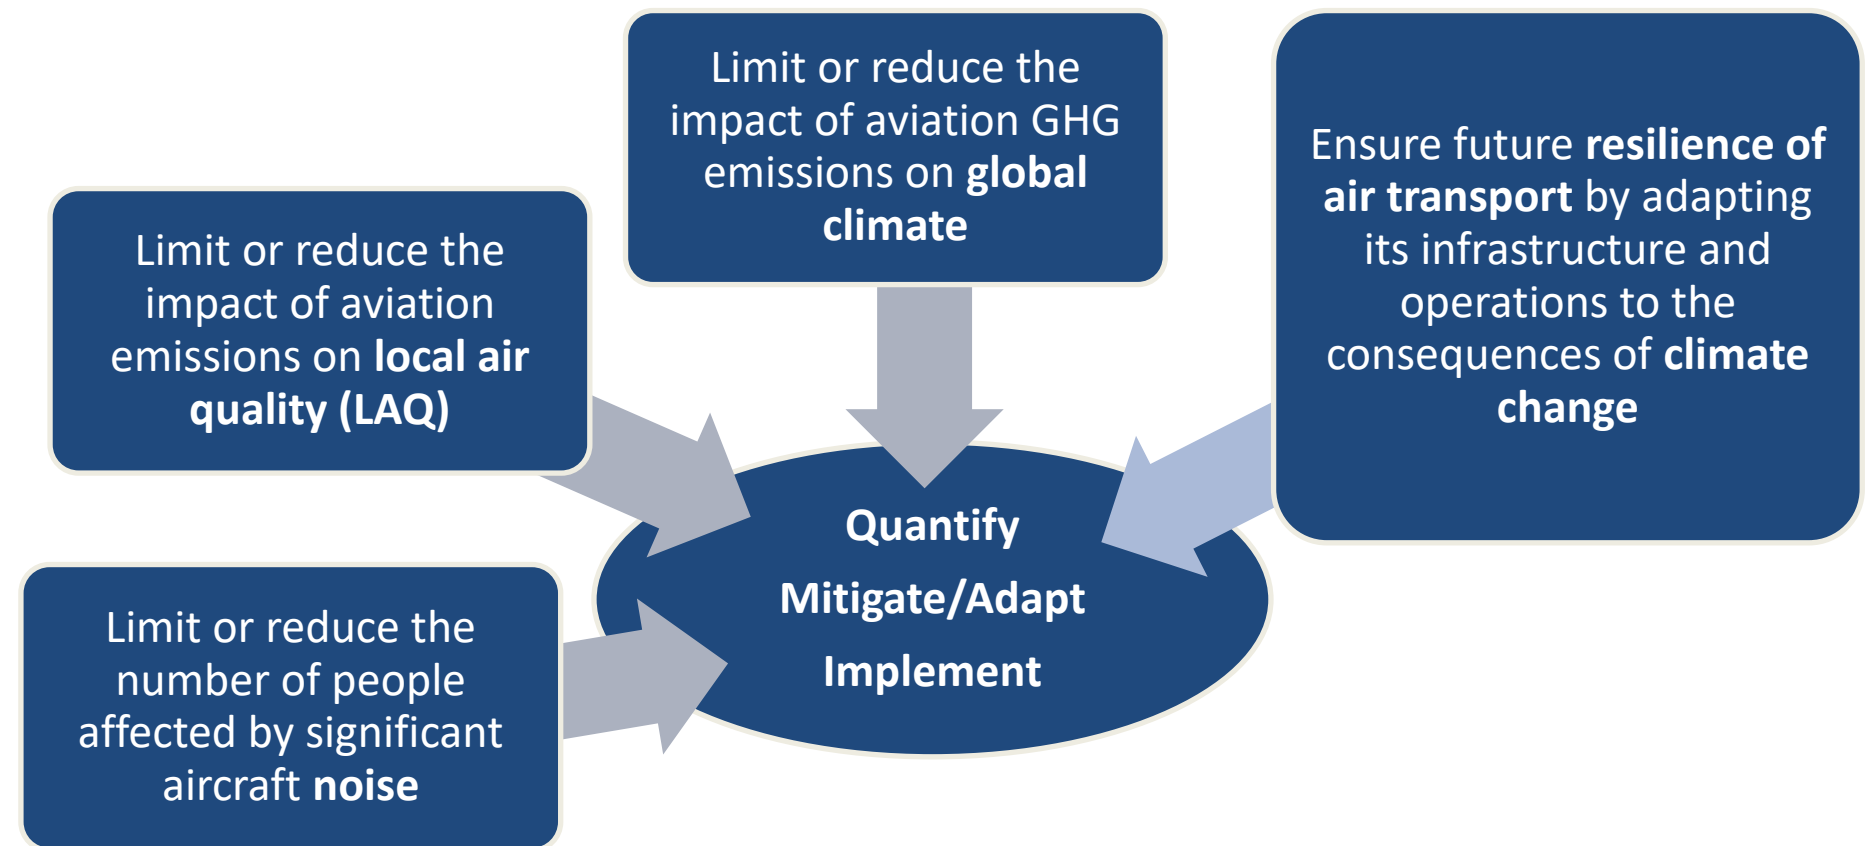 Limit or reduce the
impact of aviation GHG
emissions on global
climate
Ensure future resilience of
air transport by adapting
its infrastructure and
operations to the
consequences of climate
change
Limit or reduce the
impact of aviation
emissions on local air
quality (LAQ)
Quantify
Mitigate/Adapt
Implement
Limit or reduce the
number of people
affected by significant
aircraft noise